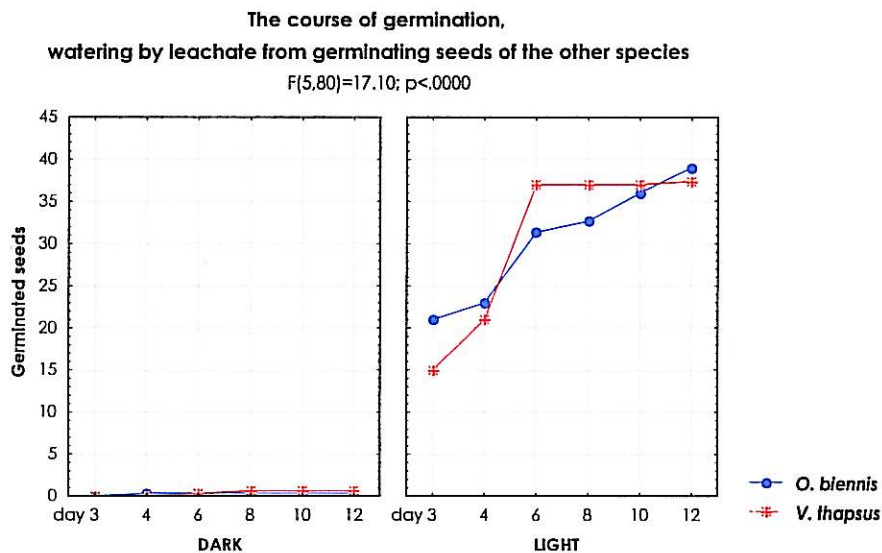 The course of germination,
watering by leachate from germinating seeds of the other species
F(5,80)=17.10; p<.0000
Germinated seeds
45
40
35
30
25
20
15
10
5
0
day 3 4 6 8 10 12
DARK
day 3 4 6 8 10 12
LIGHT
O. biennis
V. thapsus